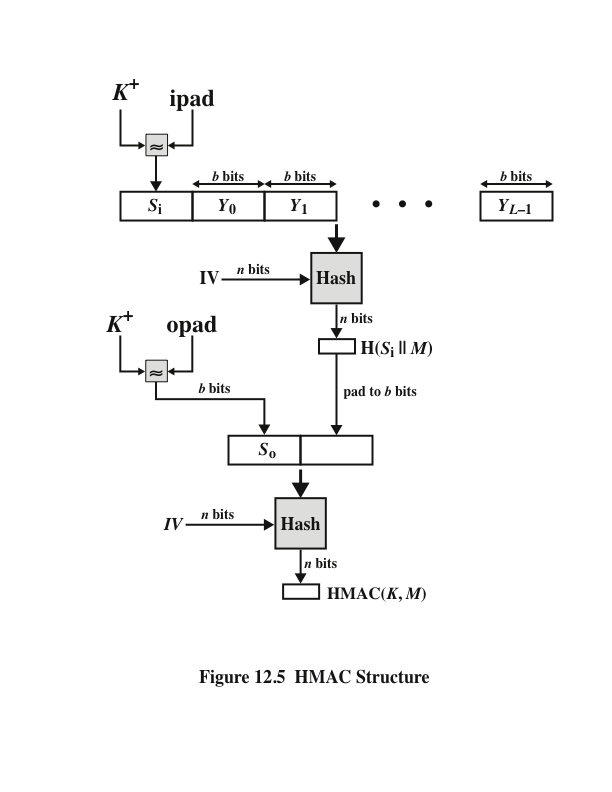 K+ ipad
≈
b bits b bits b bits
Si Y0 Y1 • • • YL–1
IV n bits Hash
n bits
K+ opad
H(Si || M)
≈
b bits pad to b bits
So
IV n bits Hash
n bits
HMAC(K, M)
Figure 12.5 HMAC Structure